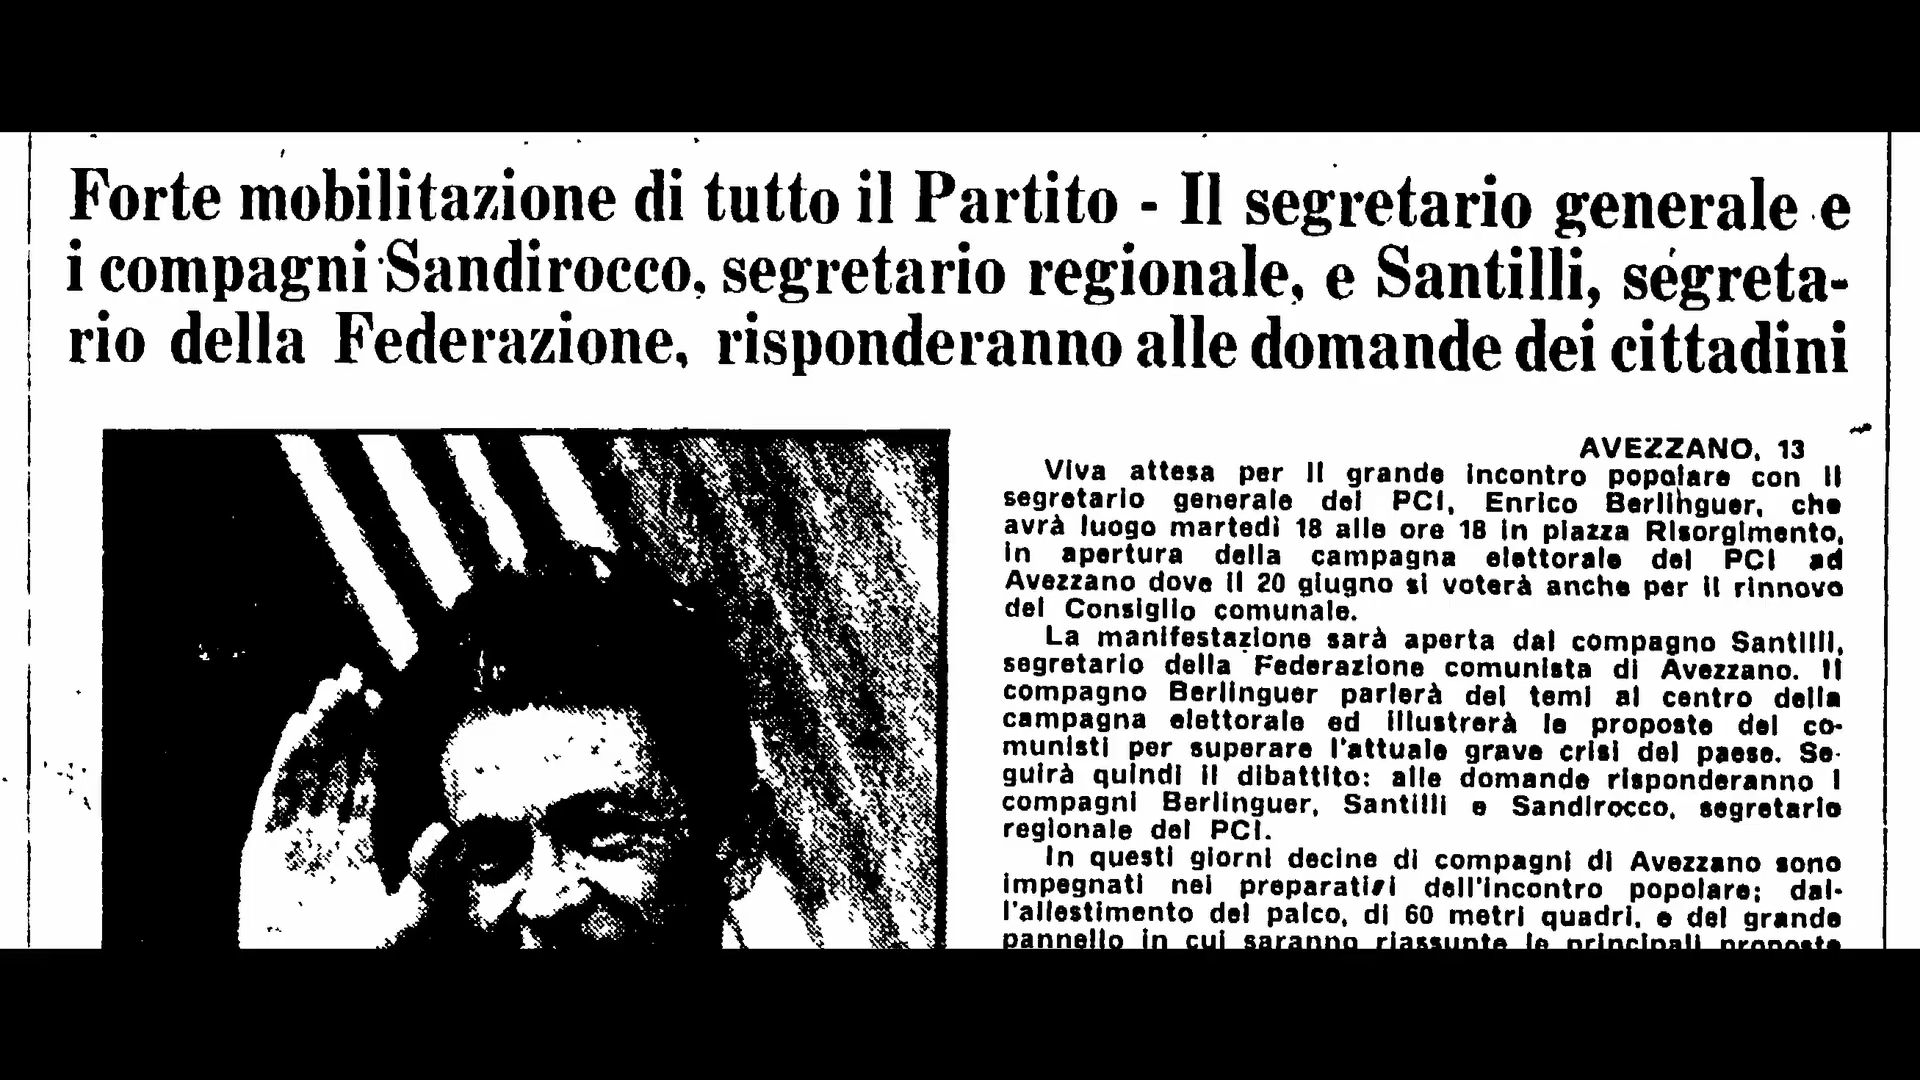 Forte mobilitazione di tutto il Partito - Il segretario generale e
i compagni Sandirocco, segretario regionale, e Santilli, segreta-
rio della Federazione, risponderanno alle domande dei cittadini
AVEZZANO, 13
Viva attesa per il grande incontro popolare con il
segretario generale del PCI, Enrico Berlinguer, che
avrà luogo martedì 18 alle ore 18 in piazza Risorgimento,
in apertura della campagna elettorale del PCI ad
Avezzano dove il 20 giugno si voterà anche per il rinnovo
del Consiglio comunale.
La manifestazione sarà aperta dal compagno Santilli,
segretario della Federazione comunista di Avezzano. Il
compagno Berlinguer parlerà dei temi al centro della
campagna elettorale ed illustrerà le proposte dei co-
munisti per superare l'attuale grave crisi del paese. Se-
guirà quindi il dibattito: alle domande risponderanno i
compagni Berlinguer, Santilli e Sandirocco, segretario
regionale del PCI.
In questi giorni decine di compagni di Avezzano sono
impegnati nei preparativi dell'incontro popolare; dal-
l'allestimento del palco, di 60 metri quadri, e del grande
pannello in cui saranno riassunte le principali proposte